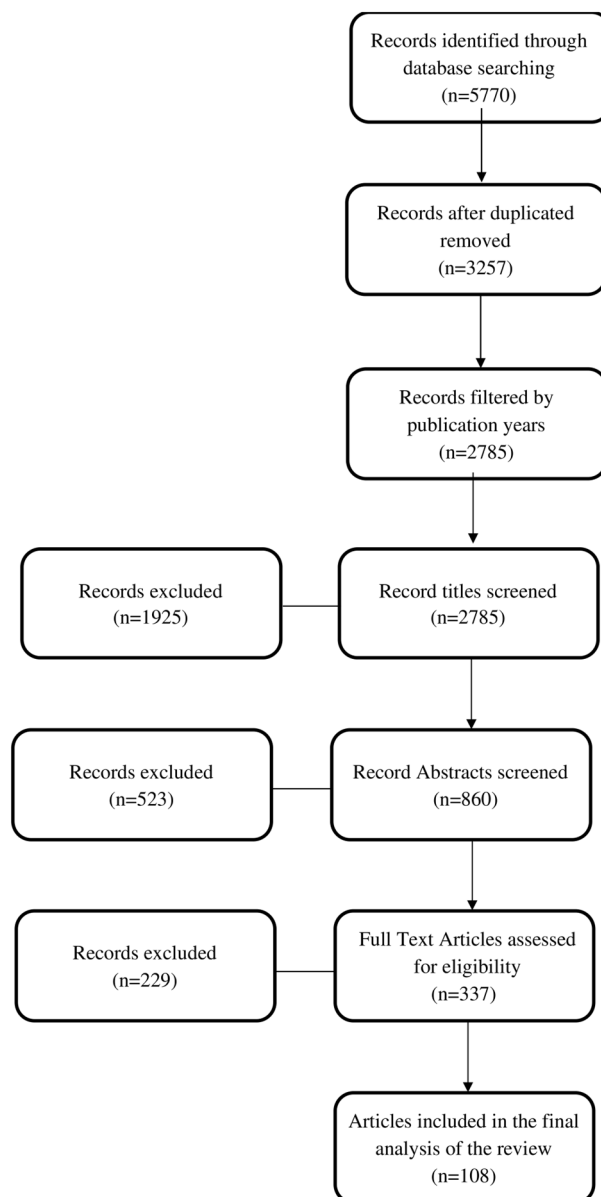 Records identified through
database searching
(n=5770)
Records after duplicated
removed
(n=3257)
Records filtered by
publication years
(n=2785)
Records excluded
(n=1925)
Record titles screened
(n=2785)
Records excluded
(n=523)
Record Abstracts screened
(n=860)
Records excluded
(n=229)
Full Text Articles assessed
for eligibility
(n=337)
Articles included in the final
analysis of the review
(n=108)